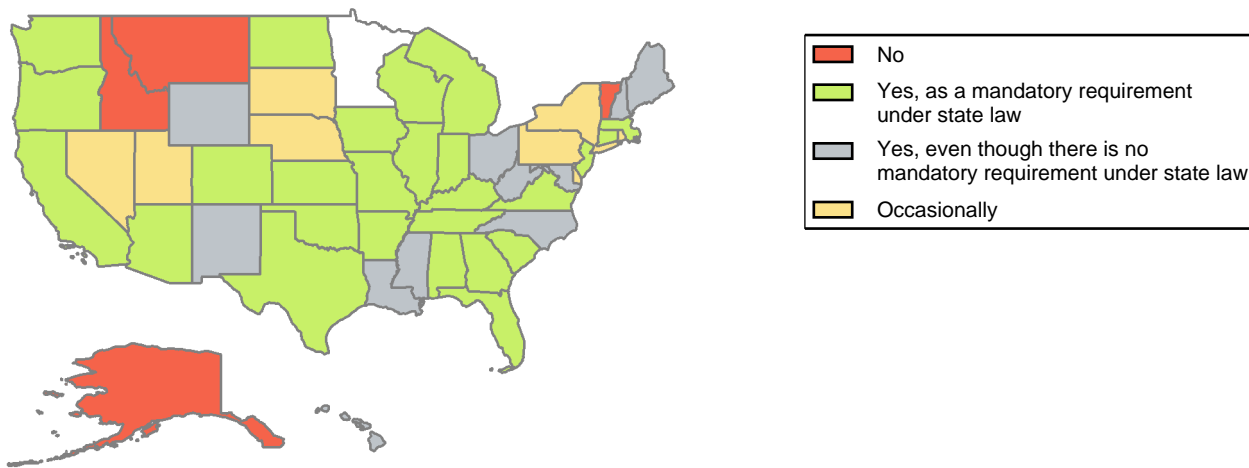 No
Yes, as a mandatory requirement
under state law
Yes, even though there is no
mandatory requirement under state law
Occasionally